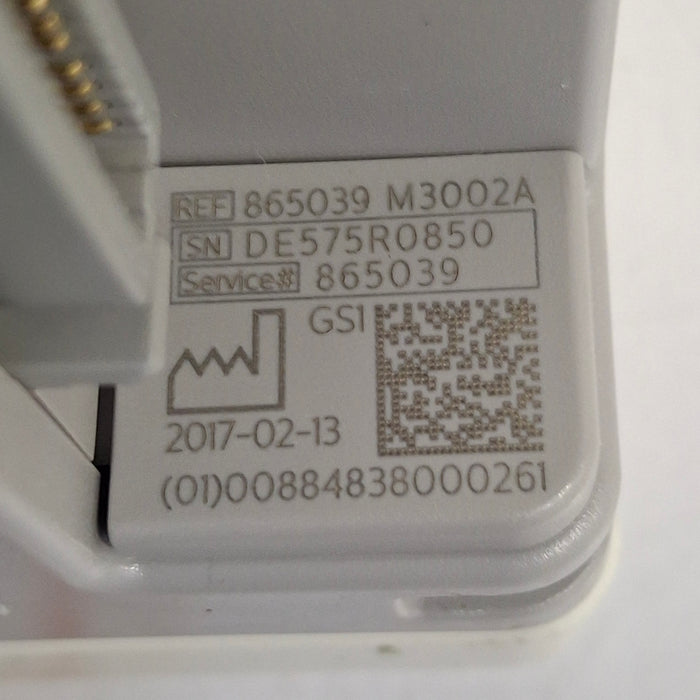 REF 865039 M3002A
SN DE575R0850
Service# 865039
GS1
2017-02-13
(01)00884838000261